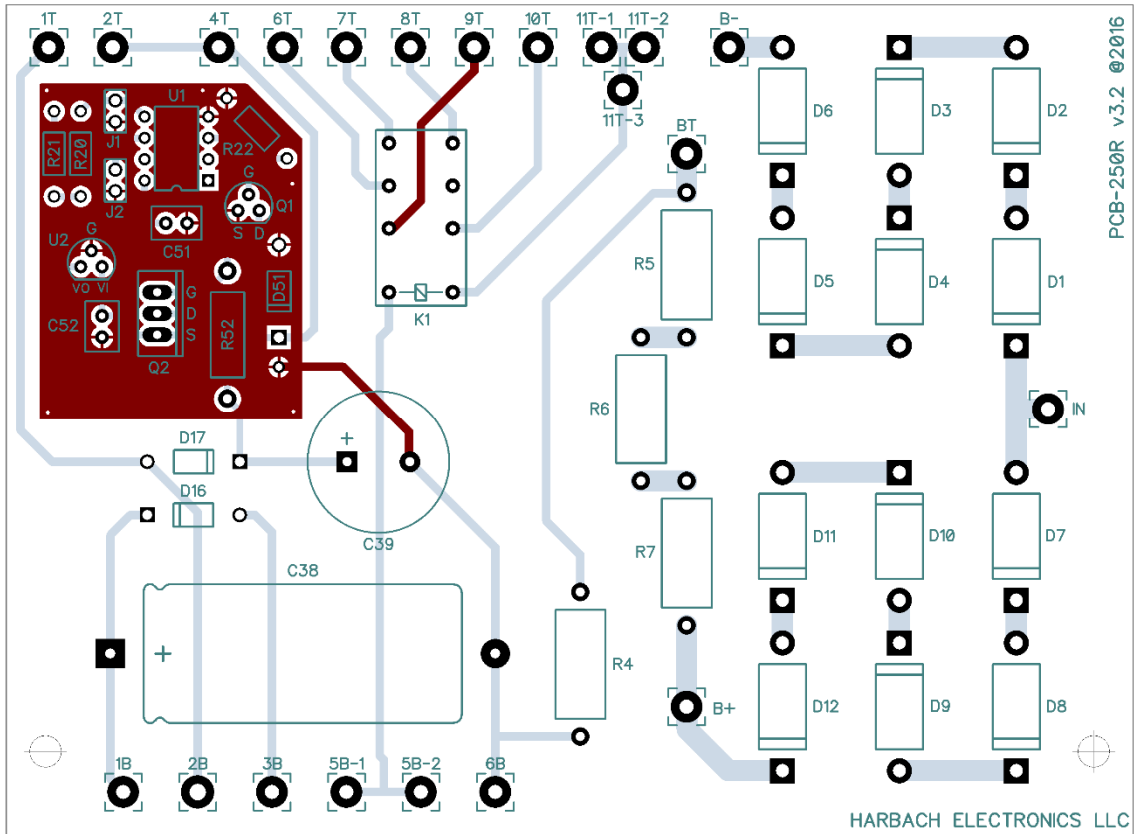 1T 2T 4T 6T 7T 8T 9T 10T 11T-1 11T-2 B-
11T-3
PCB-250R v3.2 @2016
U1
J1
R21 R20
R22
J2
G
Q1
S D
C51
U2
G
VO VI
C52
G
D
S
Q2
R52
D51
K1
BT
D6 D3 D2
R5
D5 D4 D1
R6
IN
D17
+
D16
C39
C38
+
R7
D11 D10 D7
R4
B+
D12 D9 D8
1B 2B 3B 5B-1 5B-2 6B
HARBACH ELECTRONICS LLC